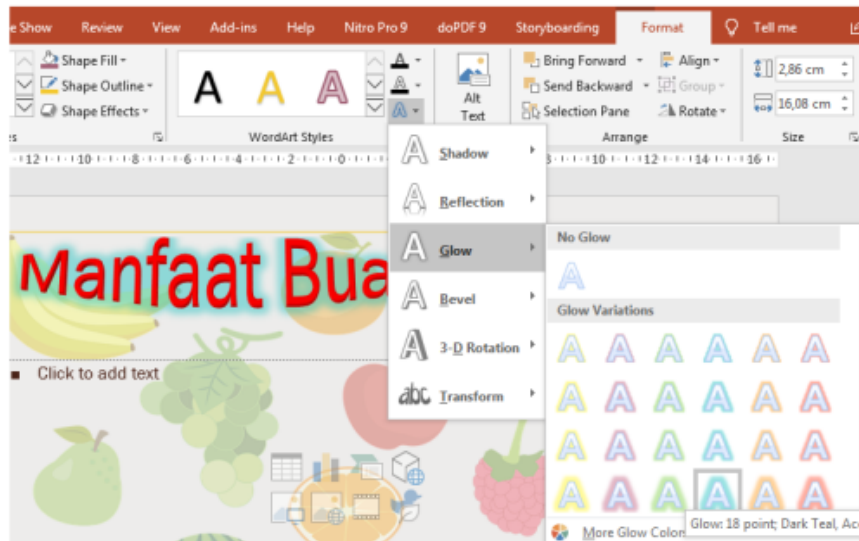 e Show Review View Add-ins Help Nitro Pro 9 doPDF 9 Storyboarding Format Tell me
Shape Fill
Shape Outline
Shape Effects
A A A
A
A
A
Alt
Text
Bring Forward
Send Backward
Selection Pane
Align
Group
Rotate
2,86 cm
16,08 cm
WordArt Styles
Arrange
Size
Shadow
Reflection
Glow
Bevel
3-D Rotation
abc Transform
No Glow
A
Glow Variations
A A A A A A
A A A A A A
A A A A A A
A A A A A A
More Glow Color
Glow: 18 point; Dark Teal, Acc
Manfaat Bua
Click to add text